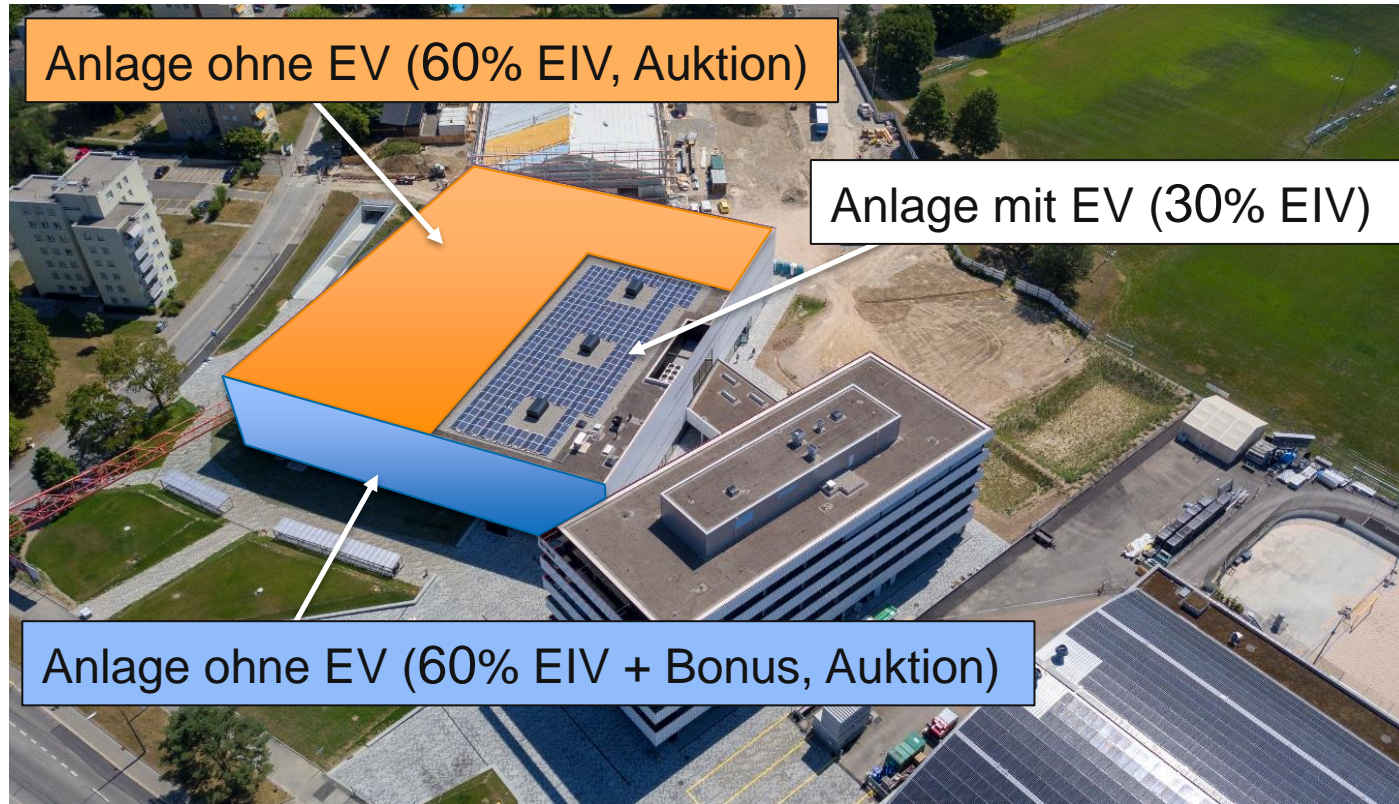 Anlage ohne EV (60% EIV, Auktion)
Anlage mit EV (30% EIV)
Anlage ohne EV (60% EIV + Bonus, Auktion)